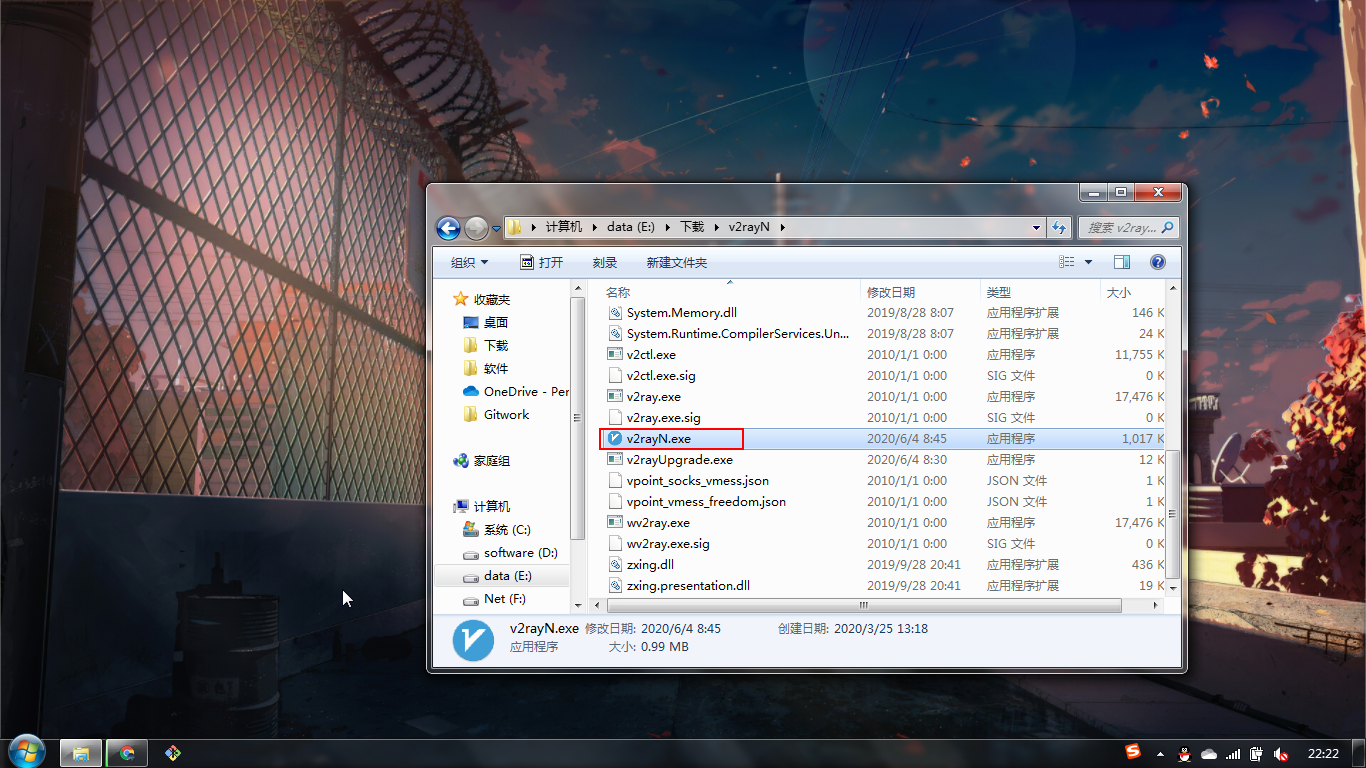 计算机 data (E:) 下载 v2rayN
搜索 v2ray...
组织 打开 刻录 新建文件夹
收藏夹
桌面
下载
软件
OneDrive - Per
Gitwork
家庭组
计算机
系统 (C:)
software (D:)
data (E:)
Net (F:)
名称 修改日期 类型 大小
System.Memory.dll 2019/8/28 8:07 应用程序扩展 146 K
System.Runtime.CompilerServices.Un... 2019/8/28 8:07 应用程序扩展 24 K
v2ctl.exe 2010/1/1 0:00 应用程序 11,755 K
v2ctl.exe.sig 2010/1/1 0:00 SIG 文件 0 K
v2ray.exe 2010/1/1 0:00 应用程序 17,476 K
v2ray.exe.sig 2010/1/1 0:00 SIG 文件 0 K
v2rayN.exe 2020/6/4 8:45 应用程序 1,017 K
v2rayUpgrade.exe 2020/6/4 8:30 应用程序 12 K
vpoint_socks_vmess.json 2010/1/1 0:00 JSON 文件 1 K
vpoint_vmess_freedom.json 2010/1/1 0:00 JSON 文件 1 K
wv2ray.exe 2010/1/1 0:00 应用程序 17,476 K
wv2ray.exe.sig 2010/1/1 0:00 SIG 文件 0 K
zxing.dll 2019/9/28 20:41 应用程序扩展 436 K
zxing.presentation.dll 2019/9/28 20:41 应用程序扩展 19 K
v2rayN.exe 修改日期: 2020/6/4 8:45 创建日期: 2020/3/25 13:18
应用程序 大小: 0.99 MB
22:22